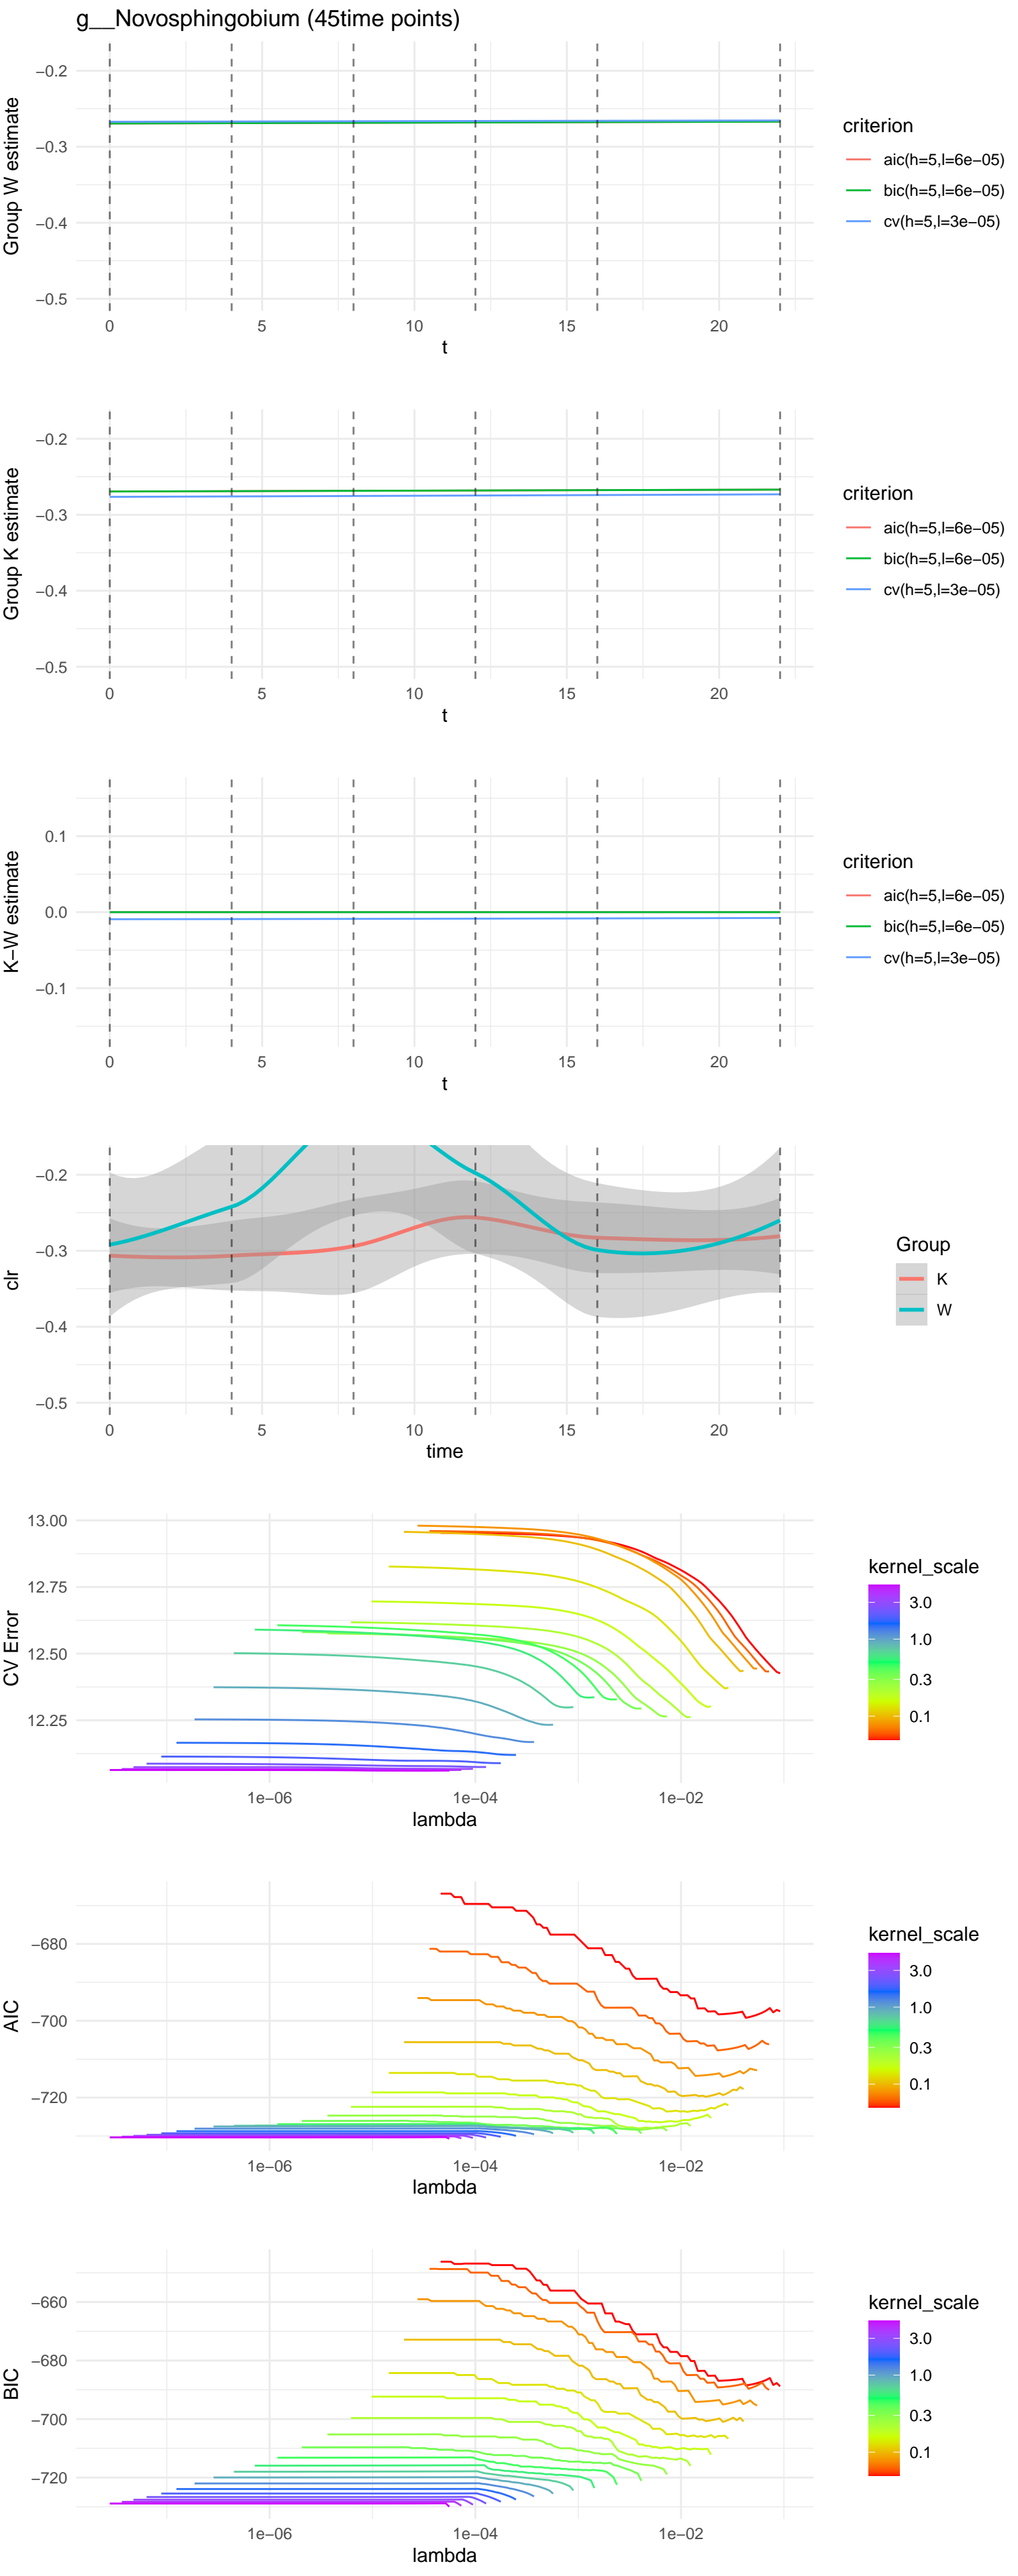 g__Novosphingobium (45time points)
Group W estimate
−0.2
−0.3
−0.4
−0.5
0 5 10 15 20
t
criterion
aic(h=5,l=6e−05)
bic(h=5,l=6e−05)
cv(h=5,l=3e−05)
Group K estimate
−0.2
−0.3
−0.4
−0.5
0 5 10 15 20
t
criterion
aic(h=5,l=6e−05)
bic(h=5,l=6e−05)
cv(h=5,l=3e−05)
K−W estimate
0.1
0.0
−0.1
0 5 10 15 20
t
criterion
aic(h=5,l=6e−05)
bic(h=5,l=6e−05)
cv(h=5,l=3e−05)
clr
−0.2
−0.3
−0.4
−0.5
0 5 10 15 20
time
Group
K
W
CV Error
13.00
12.75
12.50
12.25
1e−06 1e−04 1e−02
lambda
kernel_scale
3.0
1.0
0.3
0.1
AIC
−680
−700
−720
1e−06 1e−04 1e−02
lambda
kernel_scale
3.0
1.0
0.3
0.1
BIC
−660
−680
−700
−720
1e−06 1e−04 1e−02
lambda
kernel_scale
3.0
1.0
0.3
0.1